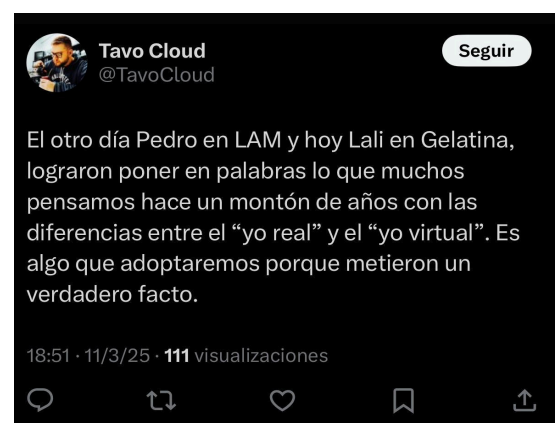 Tavo Cloud
@TavoCloud
Seguir
El otro día Pedro en LAM y hoy Lali en Gelatina,
lograron poner en palabras lo que muchos
pensamos hace un montón de años con las
diferencias entre el “yo real” y el “yo virtual”. Es
algo que adoptaremos porque metieron un
verdadero facto.
18:51 · 11/3/25 · 111 visualizaciones